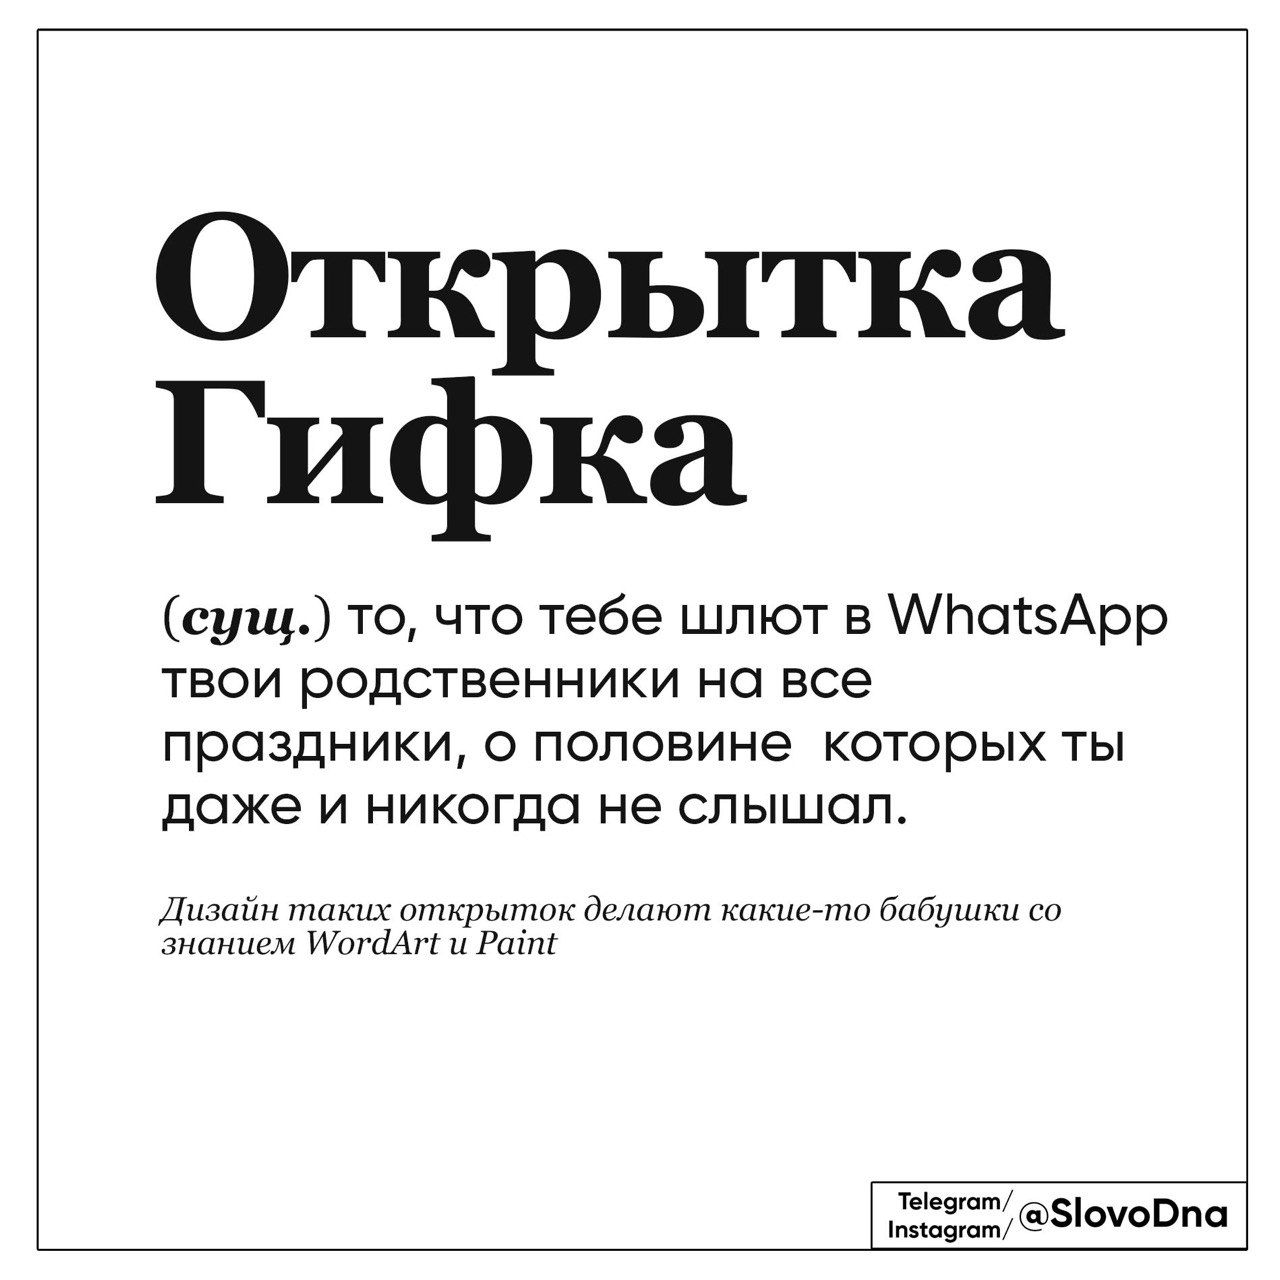 Открытка
Гифка
(сущ.) то, что тебе шлют в WhatsApp
твои родственники на все
праздники, о половине которых ты
даже и никогда не слышал.
Дизайн таких открыток делают какие-то бабушки со
знанием WordArt и Paint
Telegram/
Instagram/
@SlovoDna